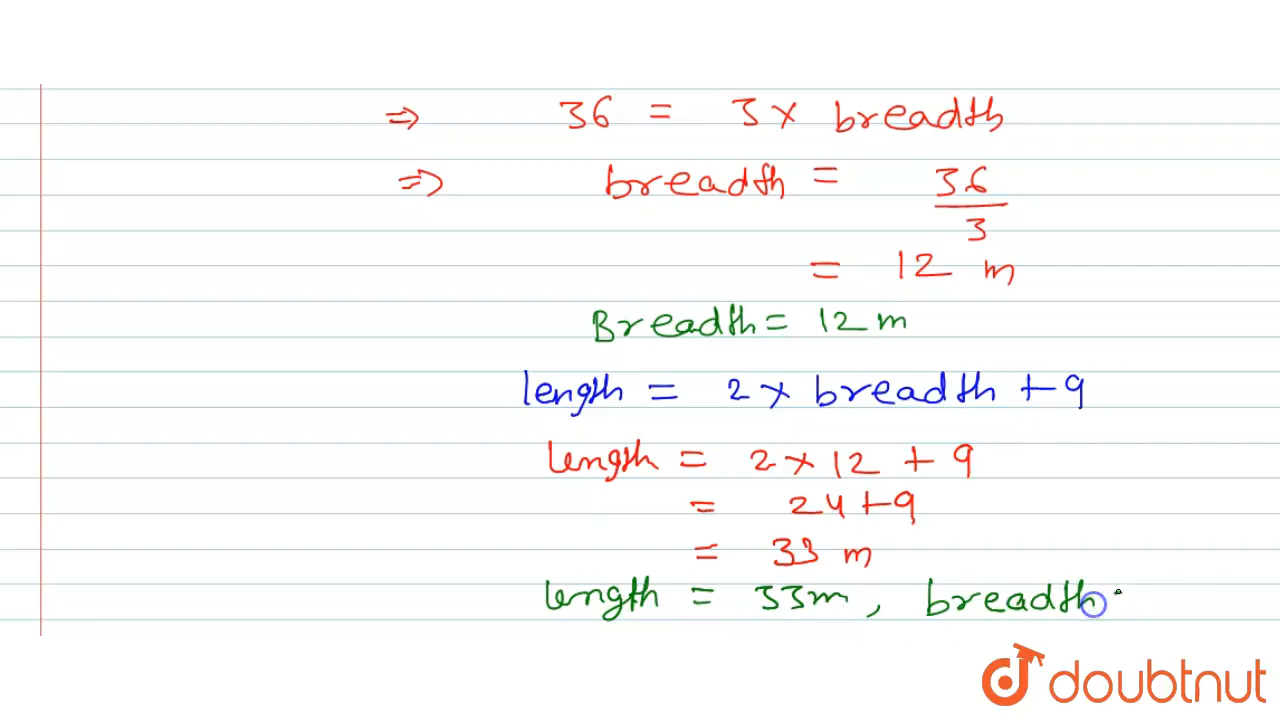 ⇒ 36 = 3 × breadth
⇒ breadth = 36/3
= 12 m
Breadth = 12 m
length = 2 × breadth + 9
length = 2 × 12 + 9
= 24 + 9
= 33 m
length = 33m, breadth
doubtnut